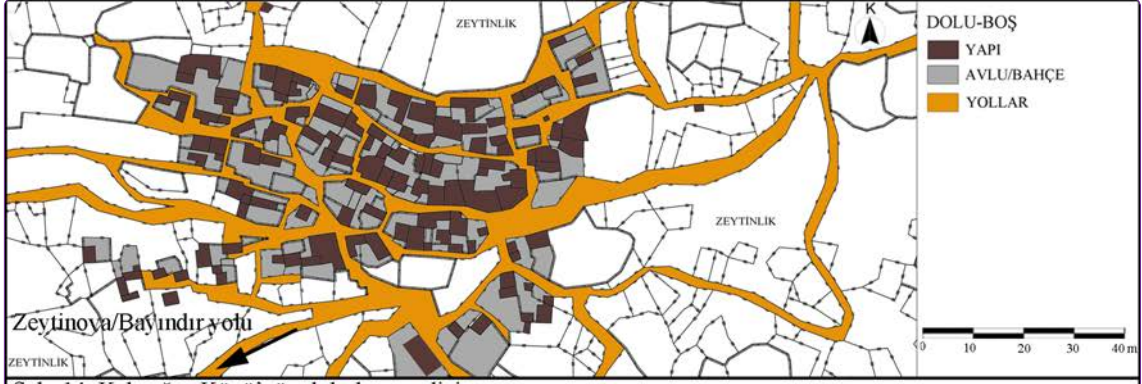 ZEYTİNLİK
K
DOLU-BOŞ
YAPI
AVLU/BAHÇE
YOLLAR
ZEYTİNLİK
Zeytinova/Bayındır yolu
ZEYTİNLİK
0 10 20 30 40 m